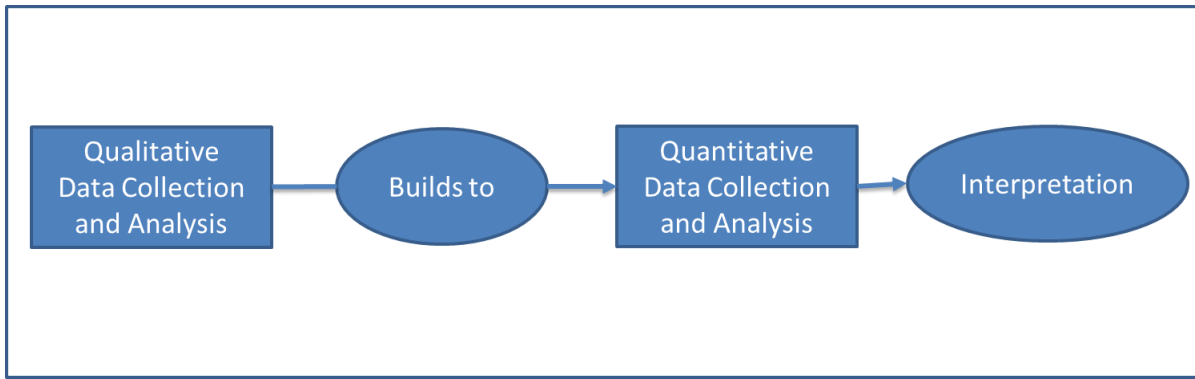 Qualitative
Data Collection
and Analysis
Builds to
Quantitative
Data Collection
and Analysis
Interpretation